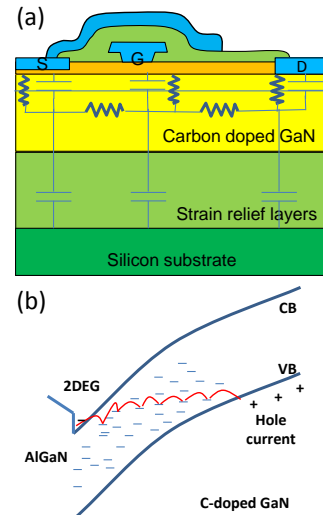 (a)
S
G
D
Carbon doped GaN
Strain relief layers
Silicon substrate
(b)
CB
2DEG
VB
AlGaN
Hole
current
C-doped GaN